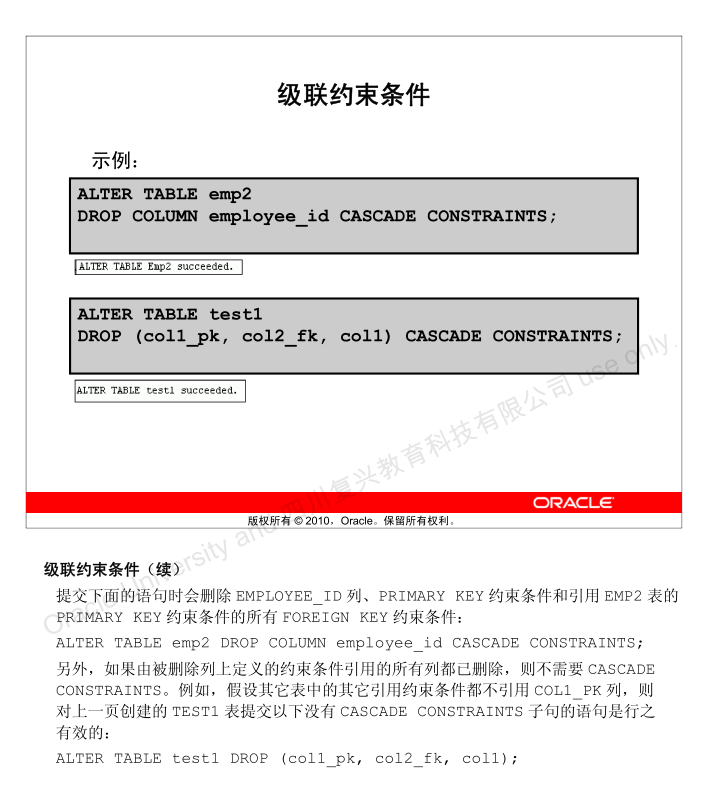 级联约束条件
示例：
ALTER TABLE emp2
DROP COLUMN employee_id CASCADE CONSTRAINTS;
ALTER TABLE Emp2 succeeded.
ALTER TABLE test1
DROP (col1_pk, col2_fk, col1) CASCADE CONSTRAINTS;
ALTER TABLE test1 succeeded.
ORACLE
版权所有 © 2010，Oracle。保留所有权利。
级联约束条件（续）
提交下面的语句时会删除 EMPLOYEE_ID 列、PRIMARY KEY 约束条件和引用 EMP2 表的
PRIMARY KEY 约束条件的所有 FOREIGN KEY 约束条件：
ALTER TABLE emp2 DROP COLUMN employee_id CASCADE CONSTRAINTS;
另外，如果由被删除列上定义的约束条件引用的所有列都已删除，则不需要 CASCADE
CONSTRAINTS。例如，假设其它表中的其它引用约束条件都不引用 COL1_PK 列，则
对上一页创建的 TEST1 表提交以下没有 CASCADE CONSTRAINTS 子句的语句是行之
有效的：
ALTER TABLE test1 DROP (col1_pk, col2_fk, col1);
Oracle University and 四川复兴教育科技有限公司 use only.